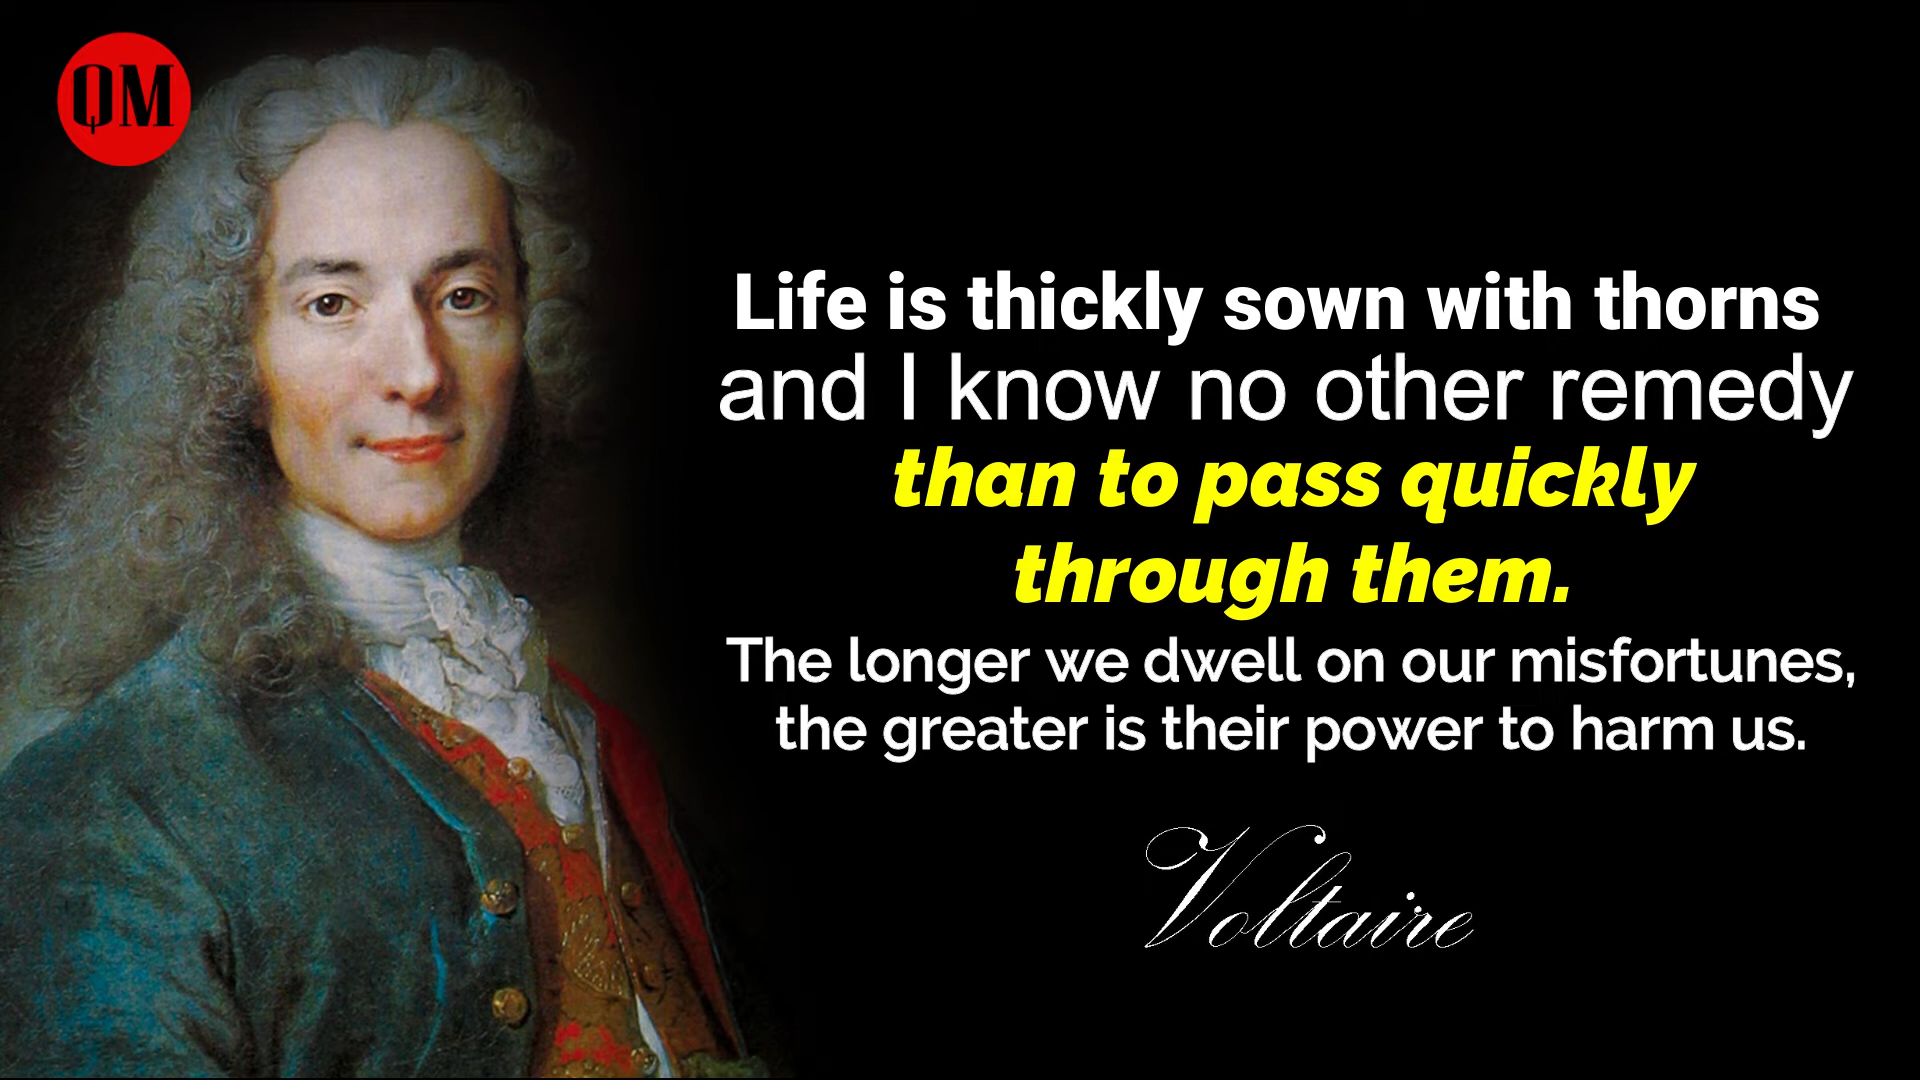 QM
Life is thickly sown with thorns
and I know no other remedy
than to pass quickly
through them.
The longer we dwell on our misfortunes,
the greater is their power to harm us.
Voltaire